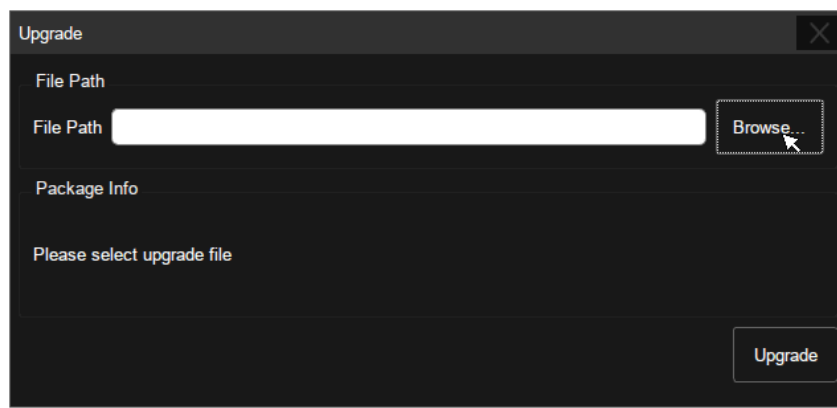 Upgrade
File Path
File Path
Browse...
Package Info
Please select upgrade file
Upgrade